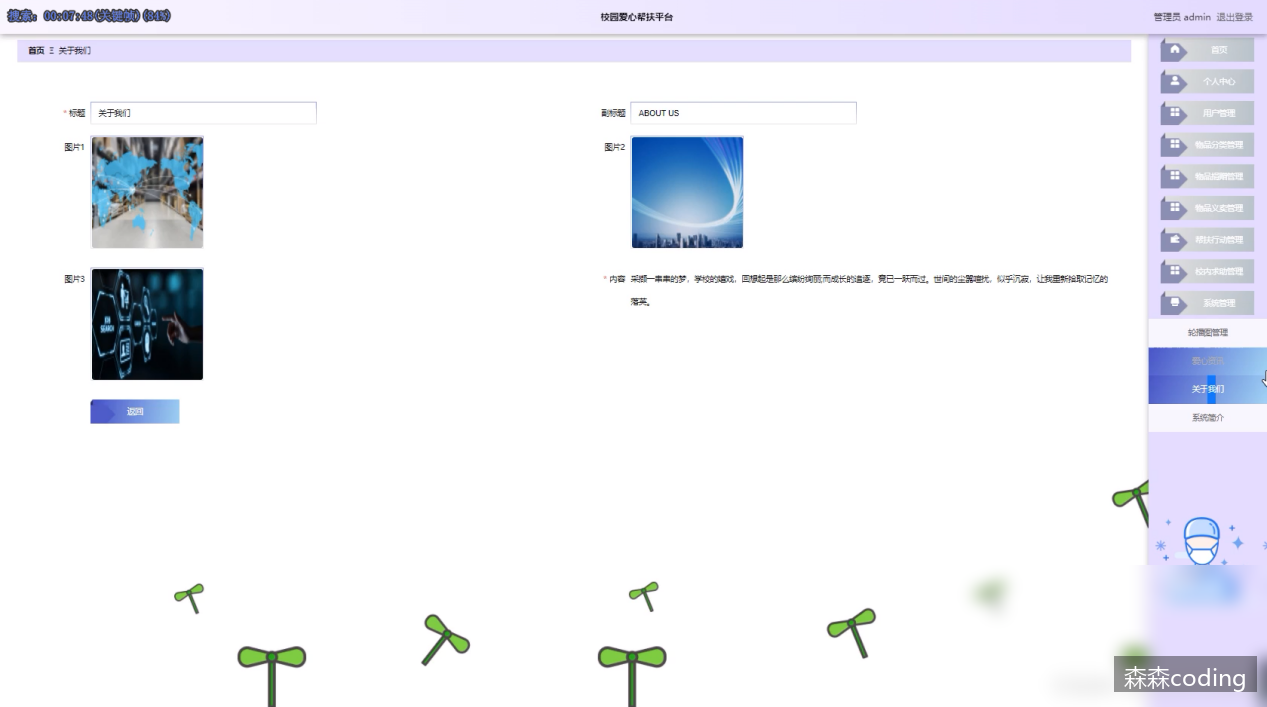 搜索: 00:07:48(关键帧) (84%)
校园爱心帮扶平台
管理员 admin 退出登录
首页 Ξ 关于我们
* 标题 关于我们
副标题 ABOUT US
图片1
图片2
图片3
* 内容 采撷一串串的梦，学校的嬉戏，回想起是那么缤纷绚丽;而成长的追逐，竟已一跃而过。世间的尘嚣喧扰，似乎沉寂，让我重新拾取记忆的
落英。
返回
首页
个人中心
用户管理
物品分类管理
物品捐赠管理
物品义卖管理
帮扶行动管理
校内求助管理
系统管理
轮播图管理
爱心资讯
关于我们
系统简介
森森coding